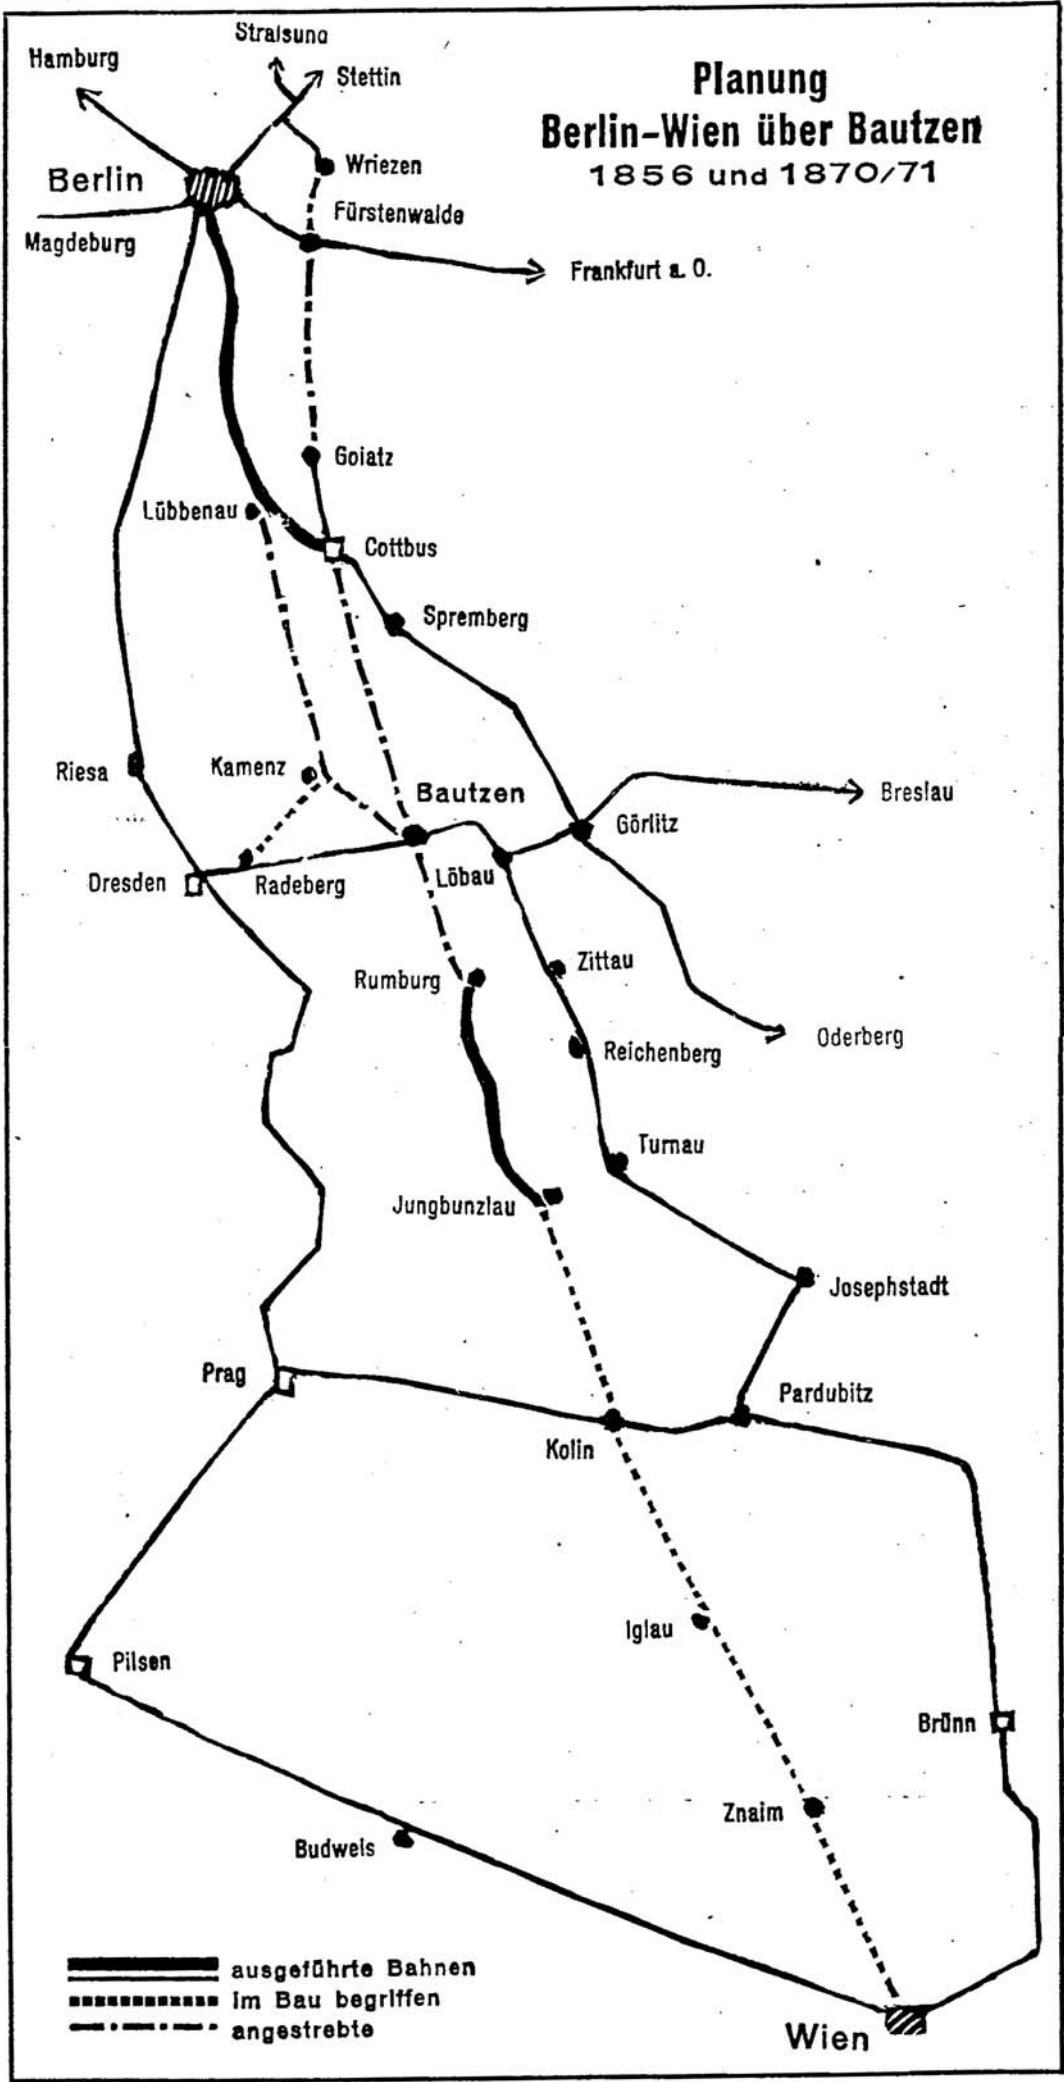 Planung
Berlin-Wien über Bautzen
1856 und 1870/71
Stralsund
Hamburg
Stettin
Berlin
Wriezen
Fürstenwalde
Magdeburg
Frankfurt a. O.
Goiatz
Lübbenau
Cottbus
Spremberg
Riesa
Kamenz
Bautzen
Breslau
Görlitz
Dresden
Radeberg
Löbau
Rumburg
Zittau
Oderberg
Reichenberg
Turnau
Jungbunzlau
Josephstadt
Prag
Pardubitz
Kolin
Iglau
Pilsen
Brünn
Znaim
Budweis
ausgeführte Bahnen
im Bau begriffen
angestrebte
Wien